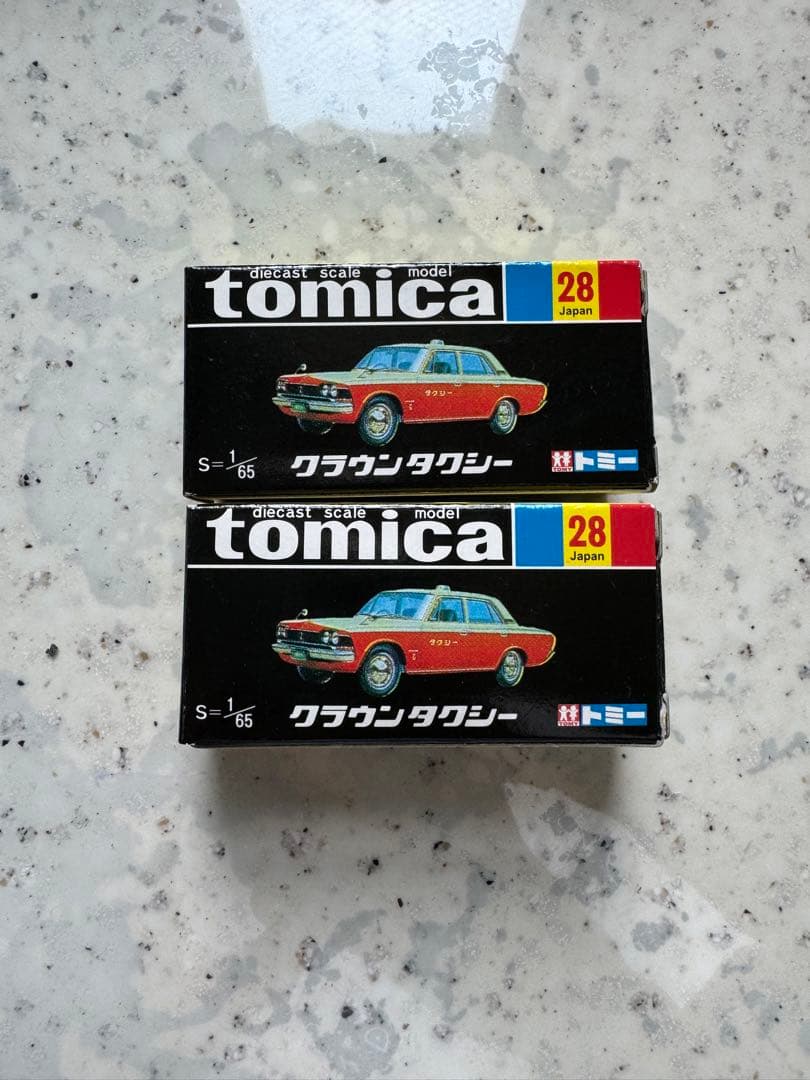 diecast scale model
tomica
28
Japan
タクシー
S=1/65
クラウンタクシー
TOMY
トミー
diecast scale model
tomica
28
Japan
タクシー
S=1/65
クラウンタクシー
TOMY
トミー